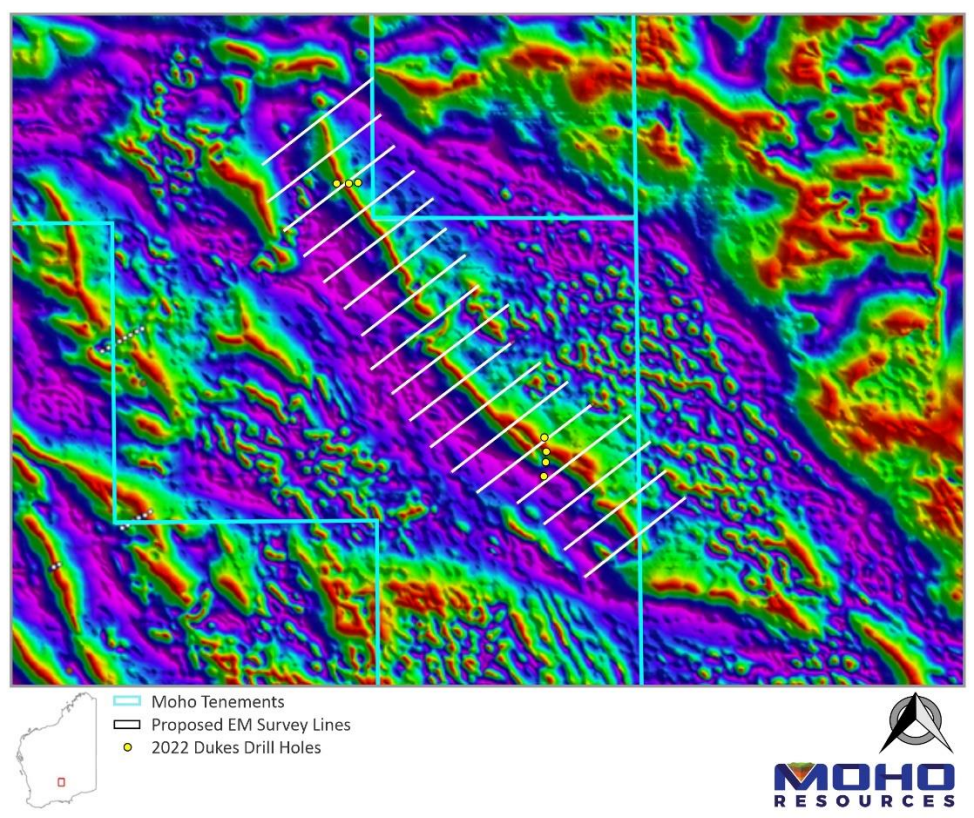 Moho Tenements
Proposed EM Survey Lines
2022 Dukes Drill Holes
MOHO
RESOURCES